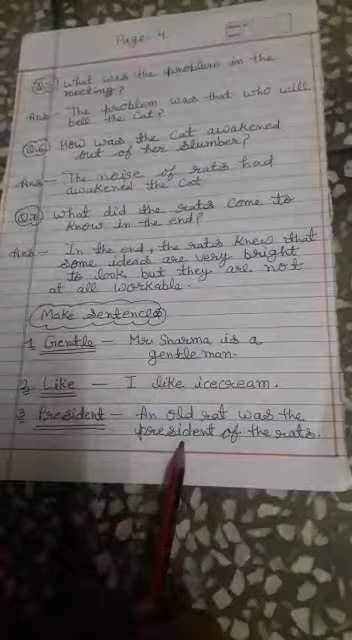 Page-4
Q.5 What was the problem in the
meeting?
Ans- The problem was that who will
bell the Cat?
Q.6 How was the Cat awakened
out of her slumber?
Ans- The noise of rats had
awakened the Cat
Q.7 What did the rats come to
know in the end?
Ans- In the end, the rats knew that
some ideas are very bright
to look but they are not
at all workable.
Make Sentences
1 Gentle - Mr. Sharma is a
gentle man.
2. Like - I like icecream.
3 President - An old rat was the
president of the rats.